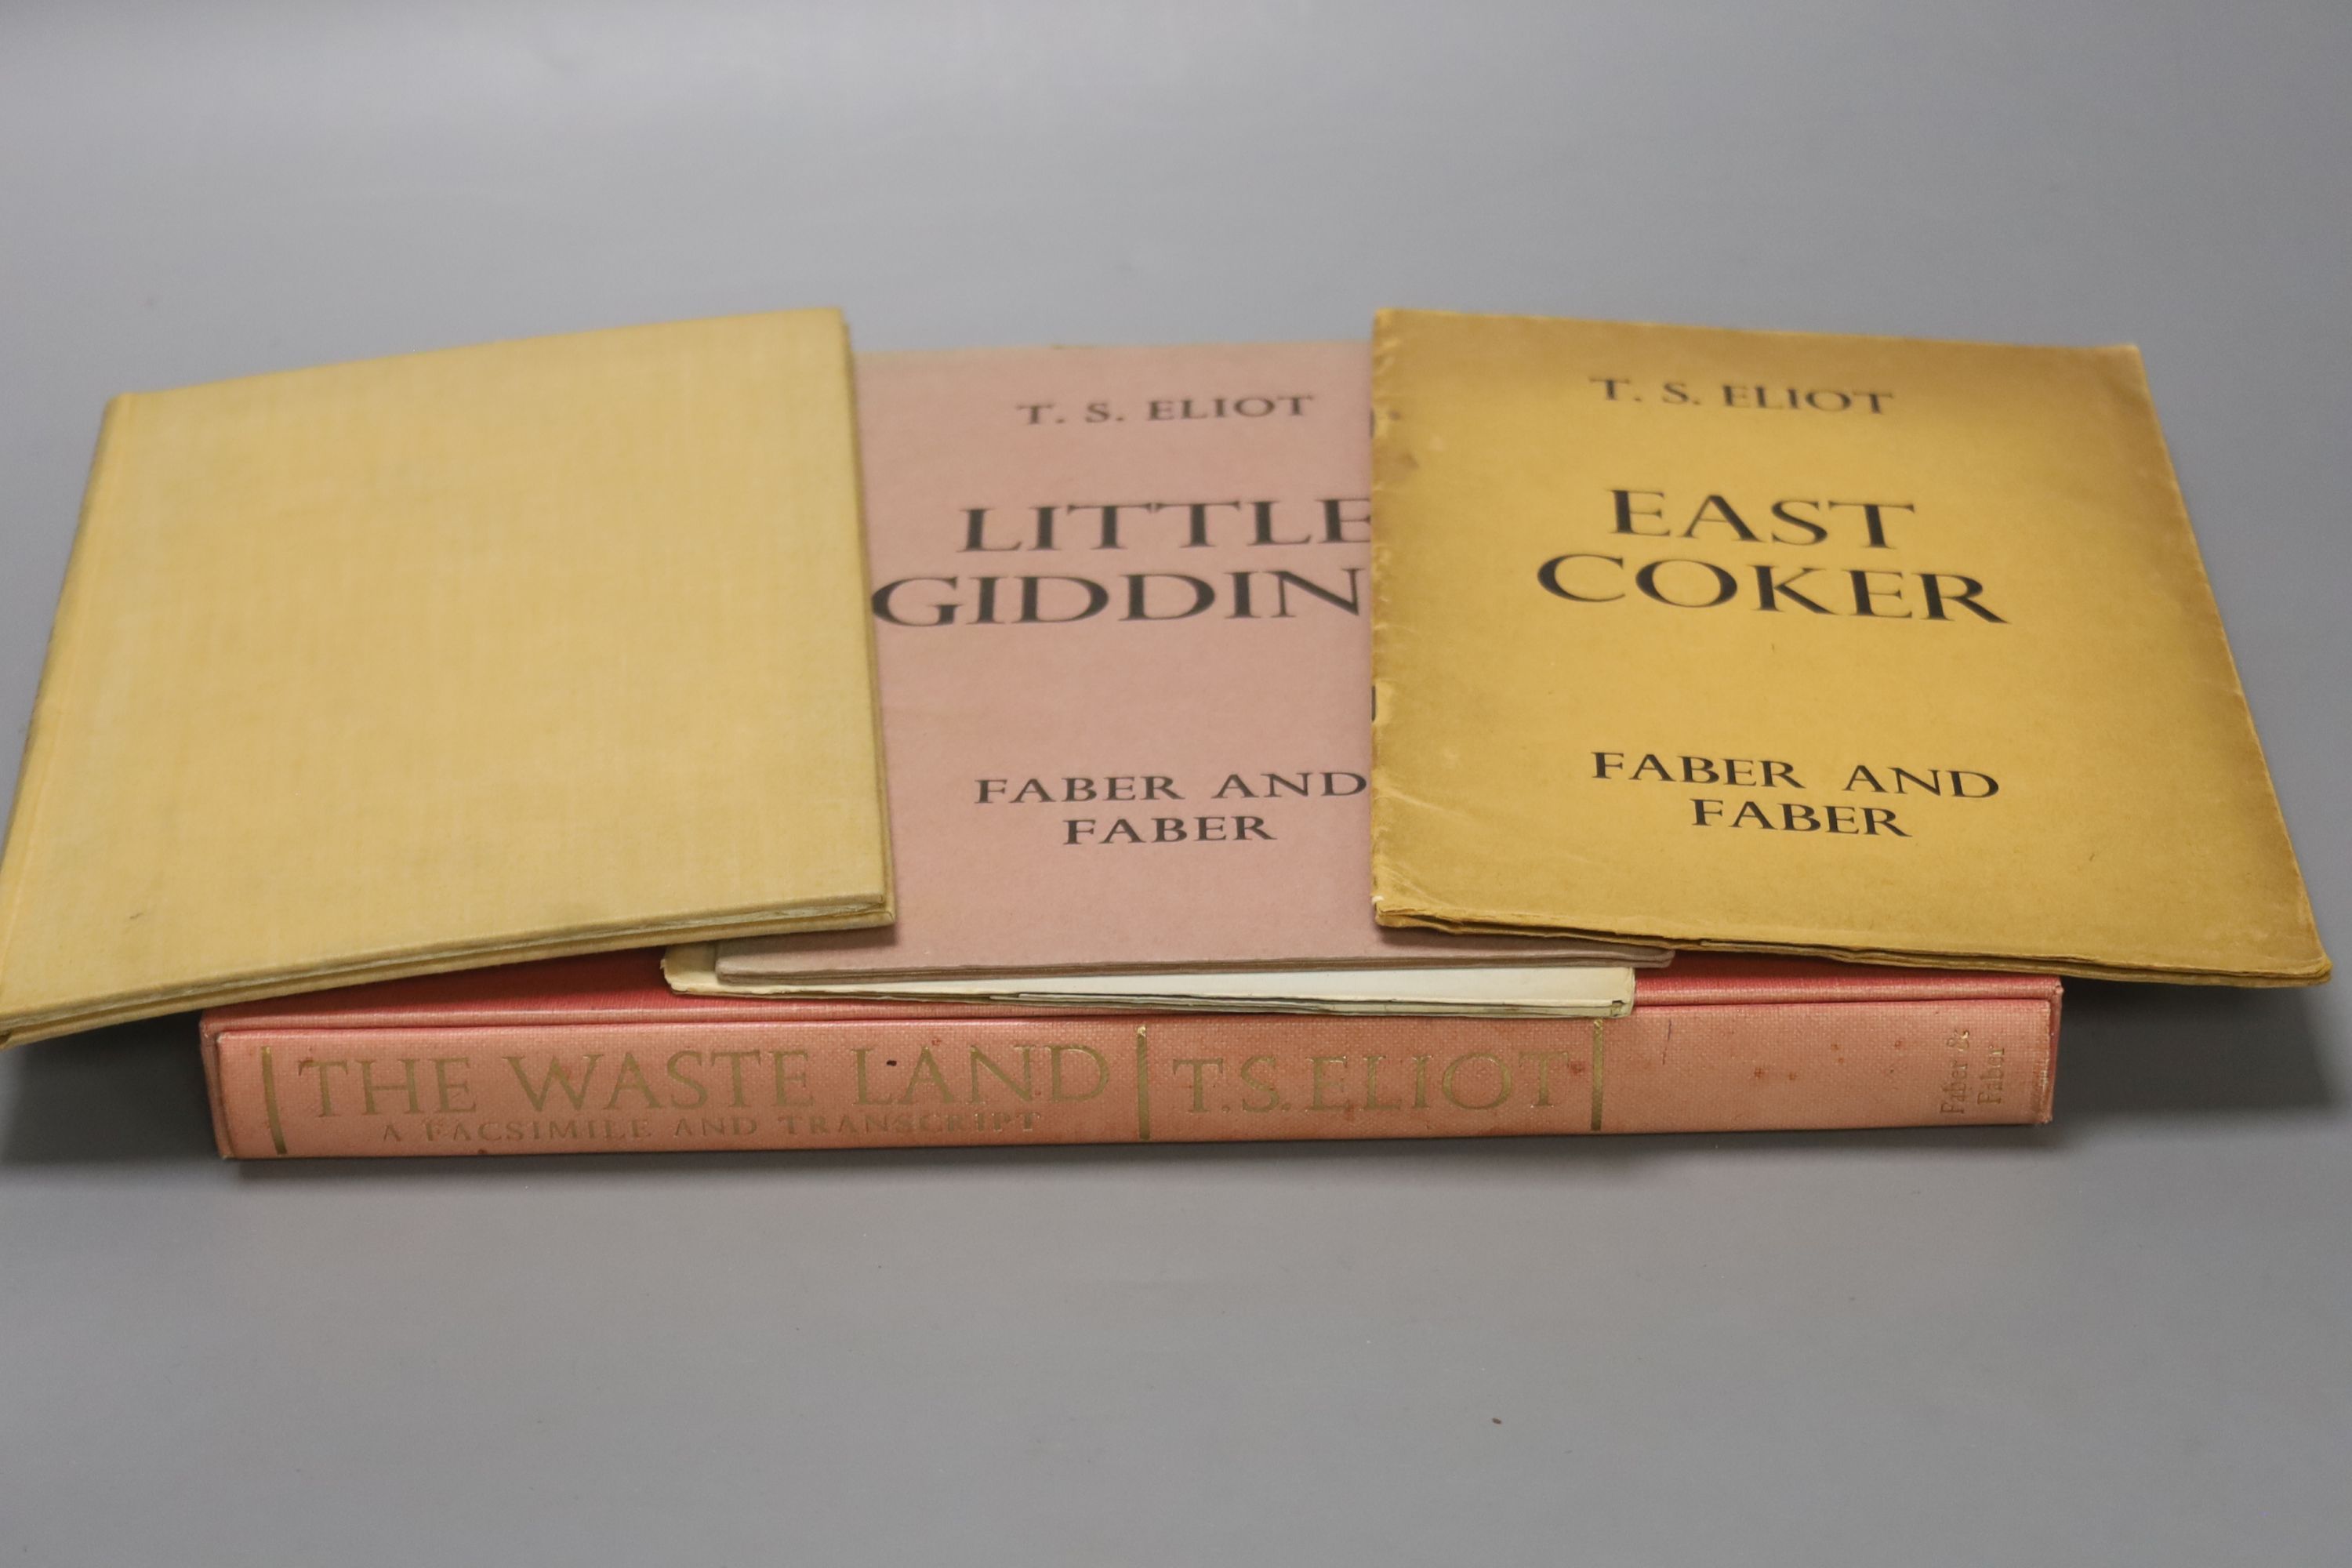 T. S. ELIOT
LITTLE
GIDDIN
FABER AND
FABER
T. S. ELIOT
EAST
COKER
FABER AND
FABER
THE WASTE LAND
A FACSIMILE AND TRANSCRIPT
T.S. ELIOT
Faber &
Faber